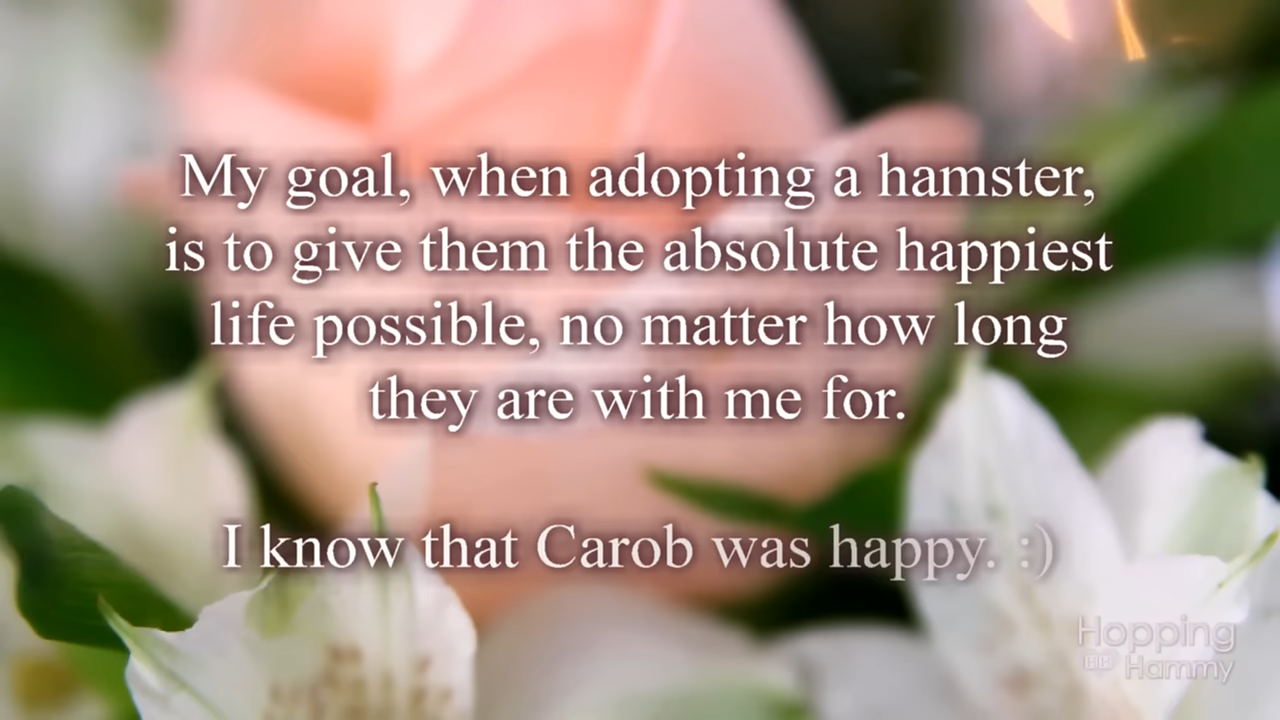 My goal, when adopting a hamster,
is to give them the absolute happiest
life possible, no matter how long
they are with me for.
I know that Carob was happy. :)
Hopping
Hammy